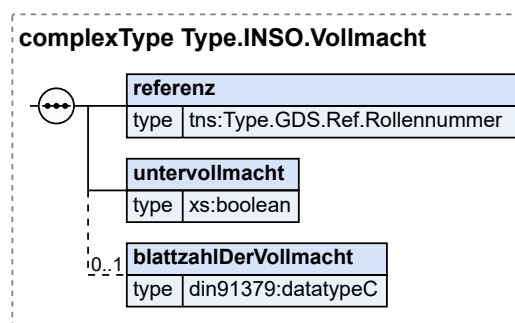 complexType Type.INSO.Vollmacht
referenz
type tns:Type.GDS.Ref.Rollennummer
untervollmacht
type xs:boolean
0..1
blattzahlDerVollmacht
type din91379:datatypeC